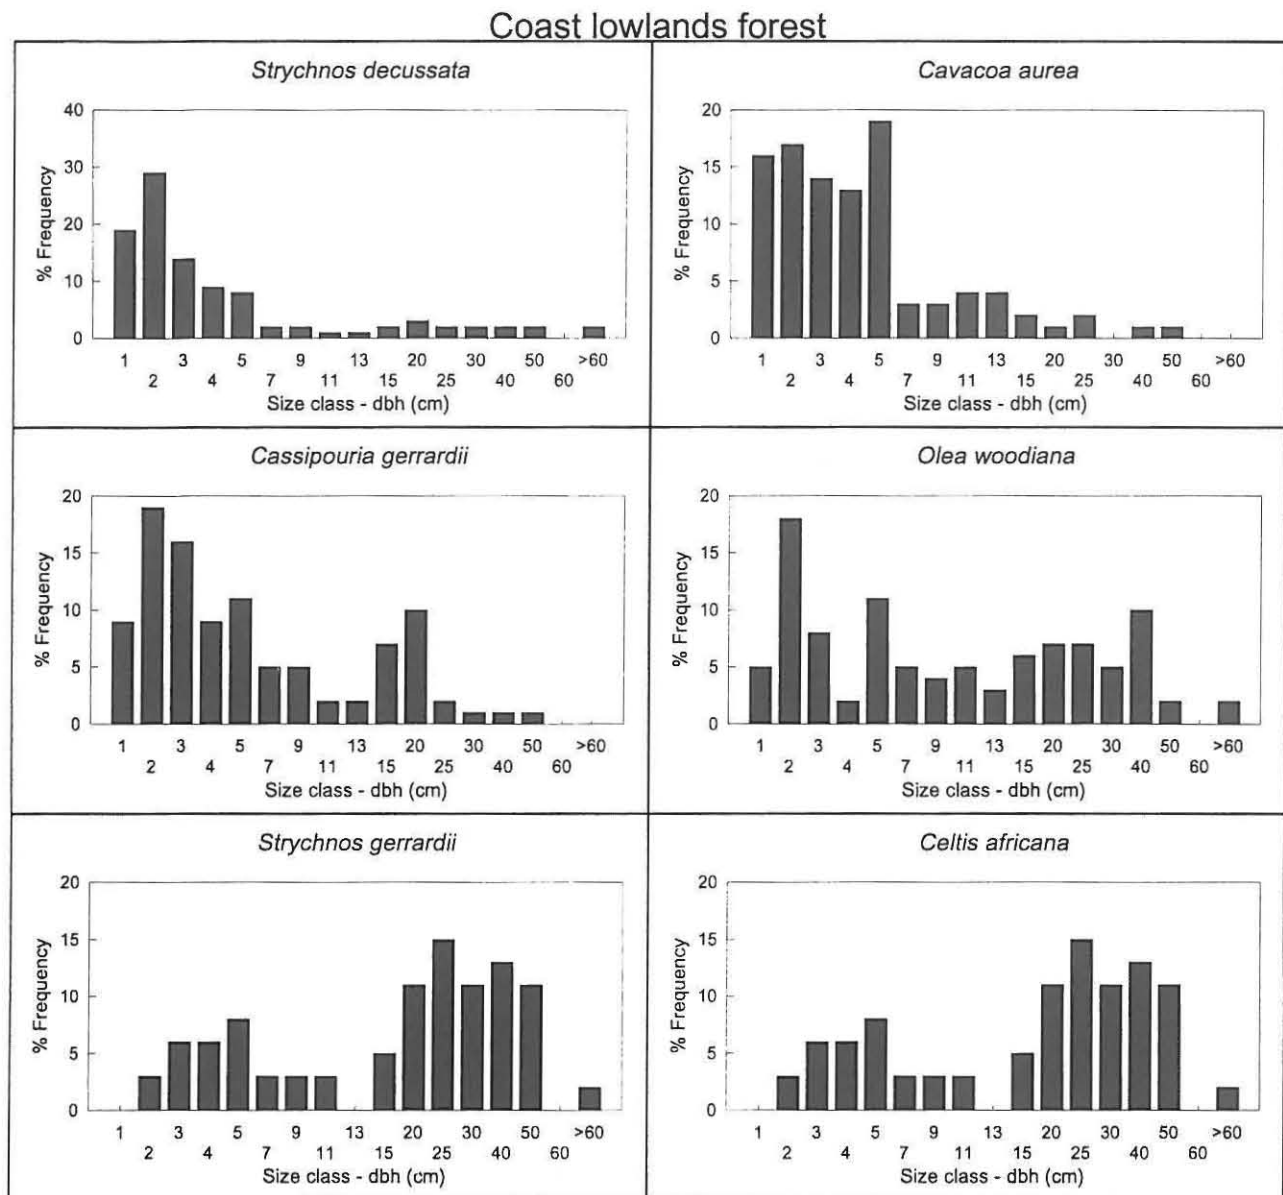 Coast lowlands forest
Strychnos decussata
40
30
20
10
0
% Frequency
1 3 5 9 13 20 30 50 >60
2 4 7 11 15 25 40 60
Size class - dbh (cm)
Cavacoa aurea
20
15
10
5
0
% Frequency
1 3 5 9 13 20 30 50 >60
2 4 7 11 15 25 40 60
Size class - dbh (cm)
Cassipouria gerrardii
20
15
10
5
0
% Frequency
1 3 5 9 13 20 30 50 >60
2 4 7 11 15 25 40 60
Size class - dbh (cm)
Olea woodiana
20
15
10
5
0
% Frequency
1 3 5 9 13 20 30 50 >60
2 4 7 11 15 25 40 60
Size class - dbh (cm)
Strychnos gerrardii
20
15
10
5
0
% Frequency
1 3 5 9 13 20 30 50 >60
2 4 7 11 15 25 40 60
Size class - dbh (cm)
Celtis africana
20
15
10
5
0
% Frequency
1 3 5 9 13 20 30 50 >60
2 4 7 11 15 25 40 60
Size class - dbh (cm)